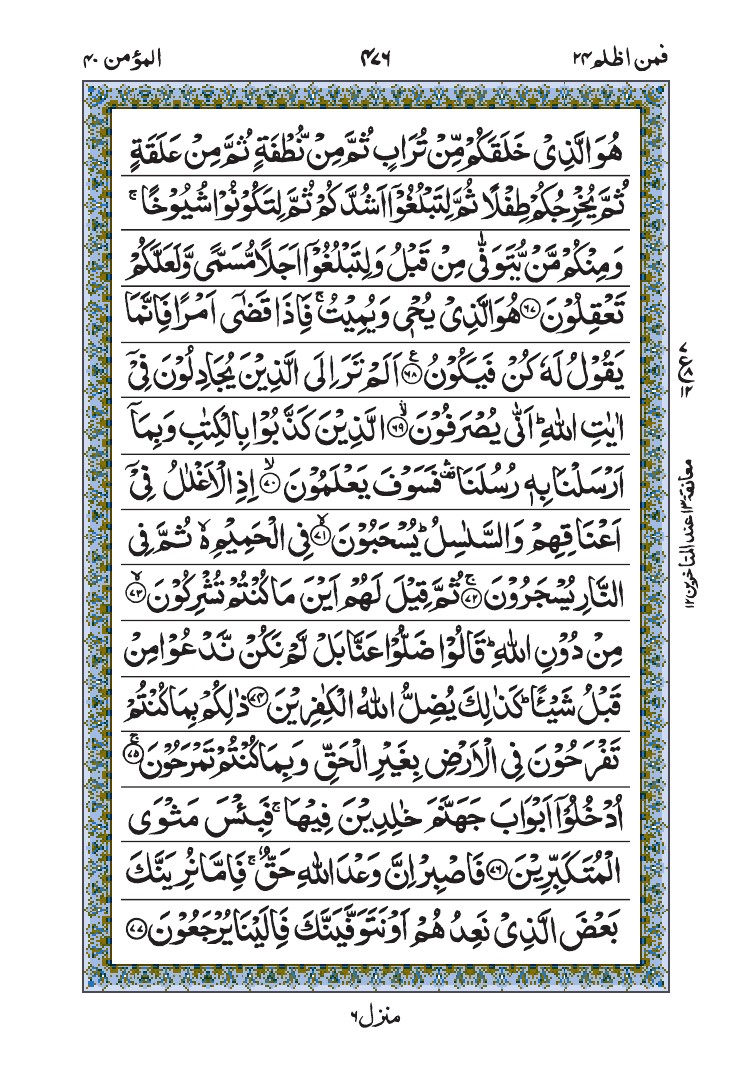 فمن اظلم ۲۴
۴۷۶
المؤمن ۴۰
هُوَ الَّذِیْ خَلَقَكُمْ مِّنْ تُرَابٍ ثُمَّ مِنْ نُّطْفَةٍ ثُمَّ مِنْ عَلَقَةٍ
ثُمَّ یُخْرِجُكُمْ طِفْلًا ثُمَّ لِتَبْلُغُوْۤا اَشُدَّكُمْ ثُمَّ لِتَكُوْنُوْا شُیُوْخًا ۚ
وَمِنْكُمْ مَّنْ یُّتَوَفّٰی مِنْ قَبْلُ وَلِتَبْلُغُوْۤا اَجَلًا مُّسَمًّی وَّلَعَلَّكُمْ
تَعْقِلُوْنَ ﴿۶۷﴾ هُوَ الَّذِیْ یُحْیٖ وَیُمِیْتُ ۚ فَاِذَا قَضٰۤی اَمْرًا فَاِنَّمَا
یَقُوْلُ لَهٗ كُنْ فَیَكُوْنُ ﴿۶۸﴾ اَلَمْ تَرَ اِلَی الَّذِیْنَ یُجَادِلُوْنَ فِیْۤ
اٰیٰتِ اللّٰهِ ؕ اَنّٰی یُصْرَفُوْنَ ﴿۶۹﴾ الَّذِیْنَ كَذَّبُوْا بِالْكِتٰبِ وَبِمَاۤ
اَرْسَلْنَا بِهٖ رُسُلَنَا ۛ۫ فَسَوْفَ یَعْلَمُوْنَ ﴿۷۰﴾ اِذِ الْاَغْلٰلُ فِیْۤ
اَعْنَاقِهِمْ وَالسَّلٰسِلُ ؕ یُسْحَبُوْنَ ﴿۷۱﴾ فِی الْحَمِیْمِ ۬ۙ ثُمَّ فِی
النَّارِ یُسْجَرُوْنَ ﴿۷۲﴾ ثُمَّ قِیْلَ لَهُمْ اَیْنَ مَا كُنْتُمْ تُشْرِكُوْنَ ﴿۷۳﴾
مِنْ دُوْنِ اللّٰهِ ؕ قَالُوْا ضَلُّوْا عَنَّا بَلْ لَّمْ نَكُنْ نَّدْعُوْا مِنْ
قَبْلُ شَیْـًٔا ؕ كَذٰلِكَ یُضِلُّ اللّٰهُ الْكٰفِرِیْنَ ﴿۷۴﴾ ذٰلِكُمْ بِمَا كُنْتُمْ
تَفْرَحُوْنَ فِی الْاَرْضِ بِغَیْرِ الْحَقِّ وَبِمَا كُنْتُمْ تَمْرَحُوْنَ ﴿۷۵﴾
اُدْخُلُوْۤا اَبْوَابَ جَهَنَّمَ خٰلِدِیْنَ فِیْهَا ۚ فَبِئْسَ مَثْوَی
الْمُتَكَبِّرِیْنَ ﴿۷۶﴾ فَاصْبِرْ اِنَّ وَعْدَ اللّٰهِ حَقٌّ ۚ فَاِمَّا نُرِیَنَّكَ
بَعْضَ الَّذِیْ نَعِدُهُمْ اَوْ نَتَوَفَّیَنَّكَ فَاِلَیْنَا یُرْجَعُوْنَ ﴿۷۷﴾
معانقة ۱۳ عند المتاخرین ۱۲
منزل ۶